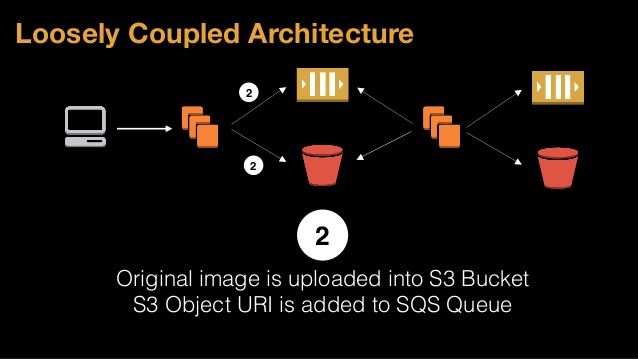 Loosely Coupled Architecture
2
2
2
Original image is uploaded into S3 Bucket
S3 Object URI is added to SQS Queue